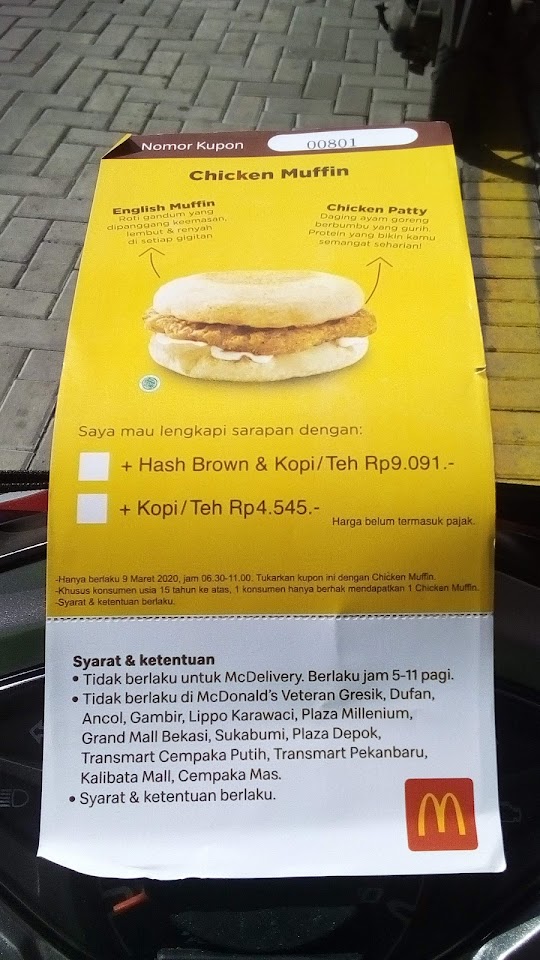 Nomor Kupon 00801
Chicken Muffin
English Muffin
Roti gandum yang
dipanggang keemasan,
lembut & renyah
di setiap gigitan
Chicken Patty
Daging ayam goreng
berbumbu yang gurih.
Protein yang bikin kamu
semangat seharian!
Saya mau lengkapi sarapan dengan:
+ Hash Brown & Kopi/Teh Rp9.091.-
+ Kopi/Teh Rp4.545.-
Harga belum termasuk pajak.
-Hanya berlaku 9 Maret 2020, jam 06.30-11.00. Tukarkan kupon ini dengan Chicken Muffin.
-Khusus konsumen usia 15 tahun ke atas, 1 konsumen hanya berhak mendapatkan 1 Chicken Muffin.
-Syarat & ketentuan berlaku.
Syarat & ketentuan
• Tidak berlaku untuk McDelivery. Berlaku jam 5-11 pagi.
• Tidak berlaku di McDonald's Veteran Gresik, Dufan,
Ancol, Gambir, Lippo Karawaci, Plaza Millenium,
Grand Mall Bekasi, Sukabumi, Plaza Depok,
Transmart Cempaka Putih, Transmart Pekanbaru,
Kalibata Mall, Cempaka Mas.
• Syarat & ketentuan berlaku.